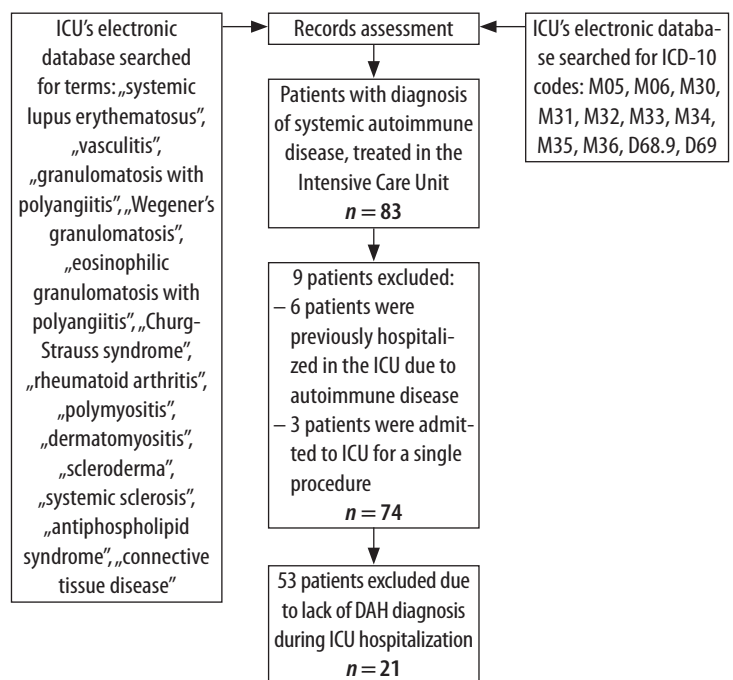 ICU's electronic
database searched
for terms: „systemic
lupus erythematosus”,
„vasculitis”,
„granulomatosis with
polyangiitis”, „Wegener's
granulomatosis”,
„eosinophilic
granulomatosis with
polyangiitis”, „Churg-
Strauss syndrome”,
„rheumatoid arthritis”,
„polymyositis”,
„dermatomyositis”,
„scleroderma”,
„systemic sclerosis”,
„antiphospholipid
syndrome”, „connective
tissue disease”
Records assessment
ICU's electronic databa-
se searched for ICD-10
codes: M05, M06, M30,
M31, M32, M33, M34,
M35, M36, D68.9, D69
Patients with diagnosis
of systemic autoimmune
disease, treated in the
Intensive Care Unit
n = 83
9 patients excluded:
– 6 patients were
previously hospitali-
zed in the ICU due to
autoimmune disease
– 3 patients were admit-
ted to ICU for a single
procedure
n = 74
53 patients excluded due
to lack of DAH diagnosis
during ICU hospitalization
n = 21